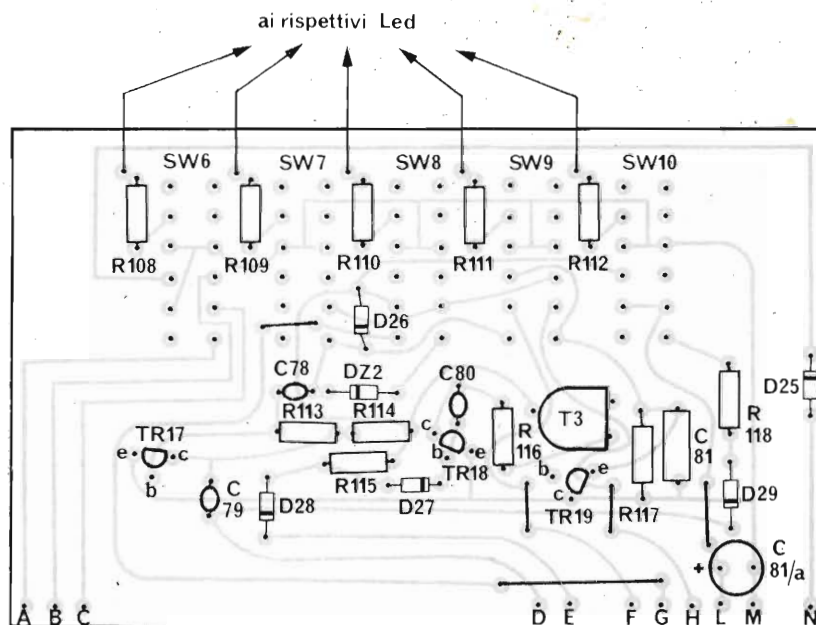 ai rispettivi Led
SW6 SW7 SW8 SW9 SW10
R108 R109 R110 R111 R112
D26
C78 DZ2 C80 D25
R113 R114 R 116 T3 R 118
TR17 C 81
e c b
c b e TR18
b e c TR19
R115 R117
C 79 D28 D27 D29
+ C 81/a
A B C D E F G H L M N